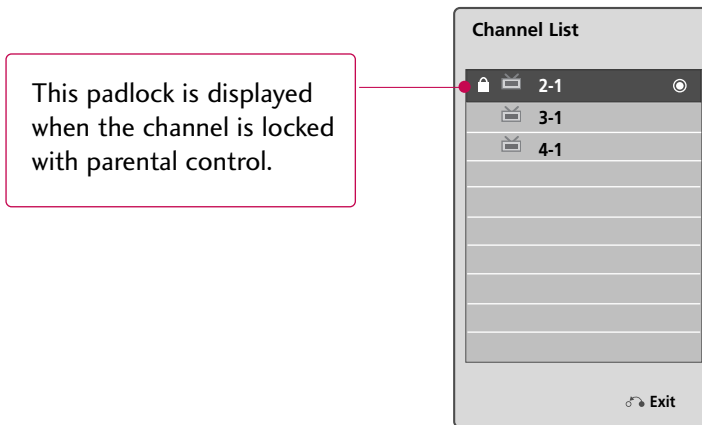 Channel List
This padlock is displayed
when the channel is locked
with parental control.
2-1
3-1
4-1
Exit